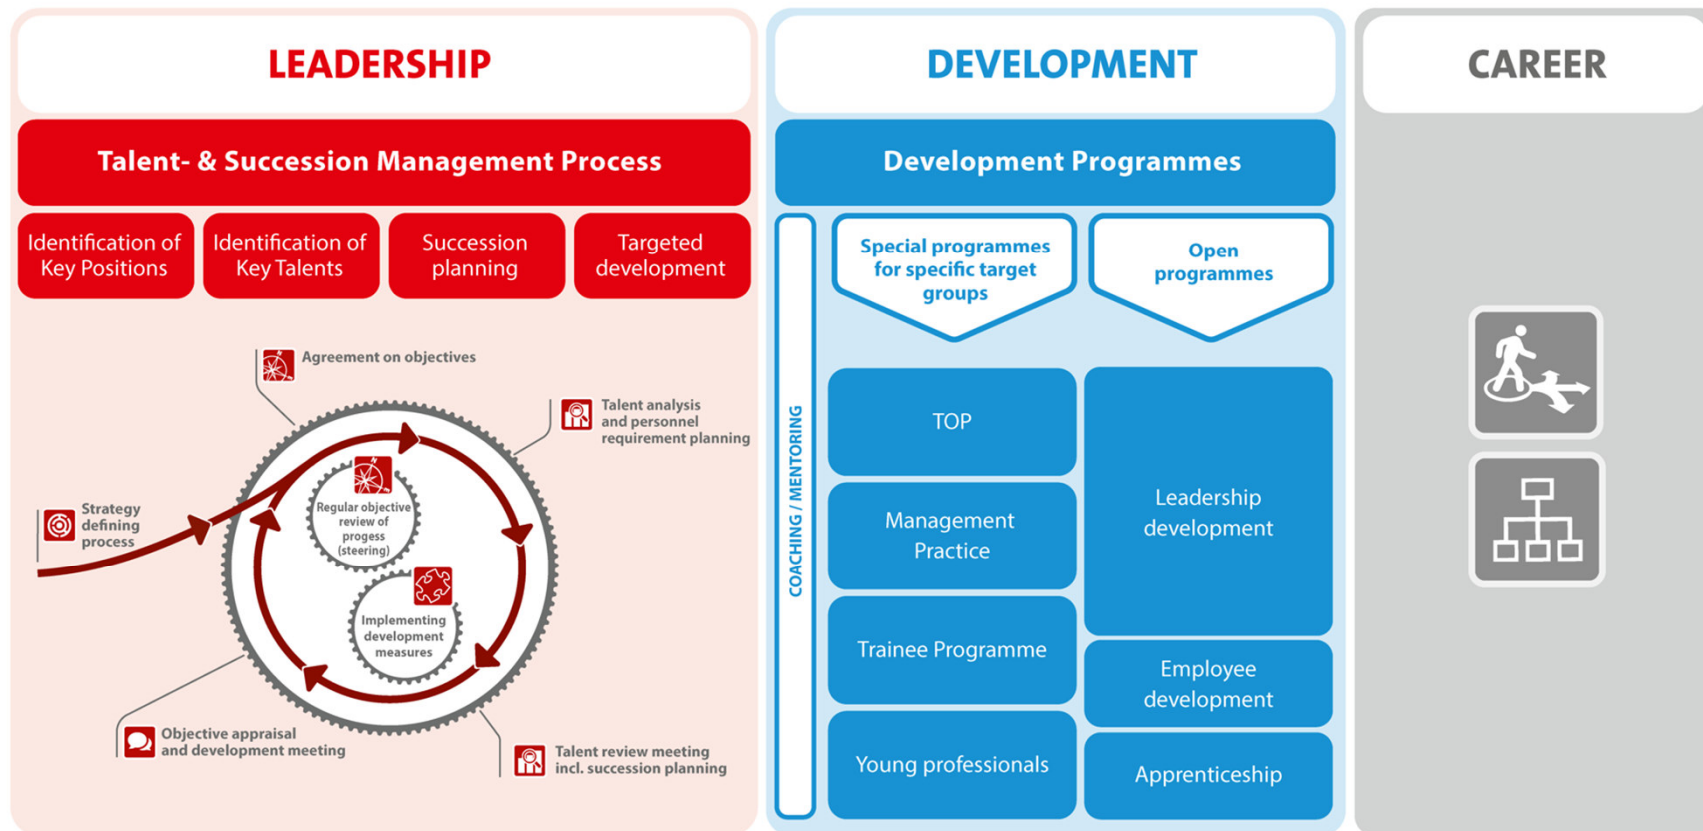 LEADERSHIP
Talent- & Succession Management Process
Identification of
Key Positions
Identification of
Key Talents
Succession
planning
Targeted
development
Agreement on objectives
Talent analysis
and personnel
requirement planning
Strategy
defining
process
Regular objective
review of
progess
(steering)
Implementing
development
measures
Objective appraisal
and development meeting
Talent review meeting
incl. succession planning
DEVELOPMENT
Development Programmes
COACHING / MENTORING
Special programmes
for specific target
groups
Open
programmes
TOP
Management
Practice
Trainee Programme
Young professionals
Leadership
development
Employee
development
Apprenticeship
CAREER